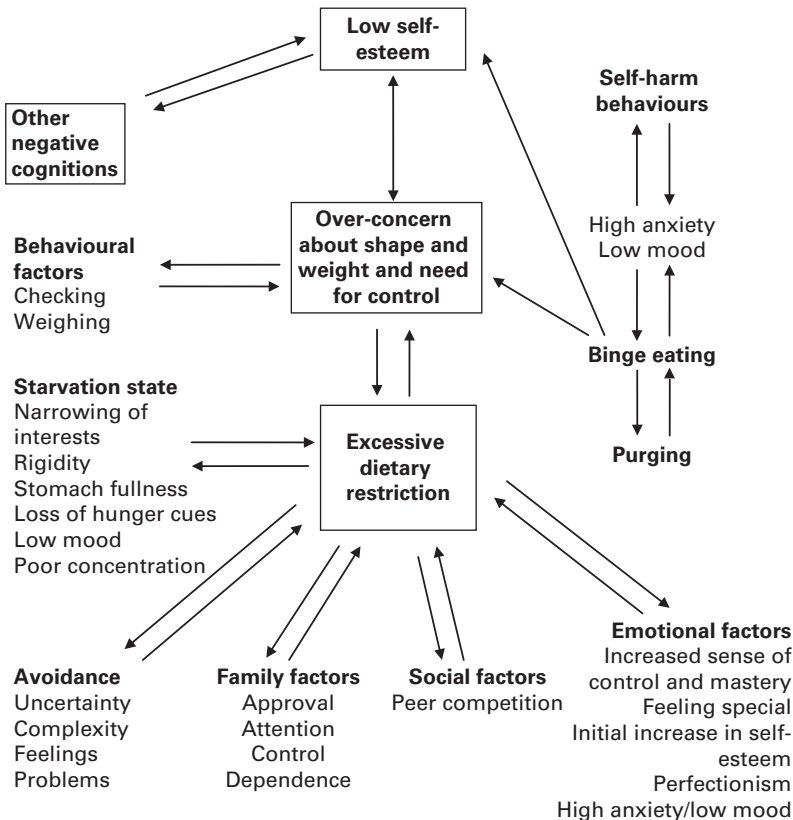 Low self-
esteem
Other
negative
cognitions
Self-harm
behaviours
High anxiety
Low mood
Over-concern
about shape and
weight and need
for control
Behavioural
factors
Checking
Weighing
Binge eating
Purging
Starvation state
Narrowing of
interests
Rigidity
Stomach fullness
Loss of hunger cues
Low mood
Poor concentration
Excessive
dietary
restriction
Avoidance
Uncertainty
Complexity
Feelings
Problems
Family factors
Approval
Attention
Control
Dependence
Social factors
Peer competition
Emotional factors
Increased sense of
control and mastery
Feeling special
Initial increase in self-
esteem
Perfectionism
High anxiety/low mood